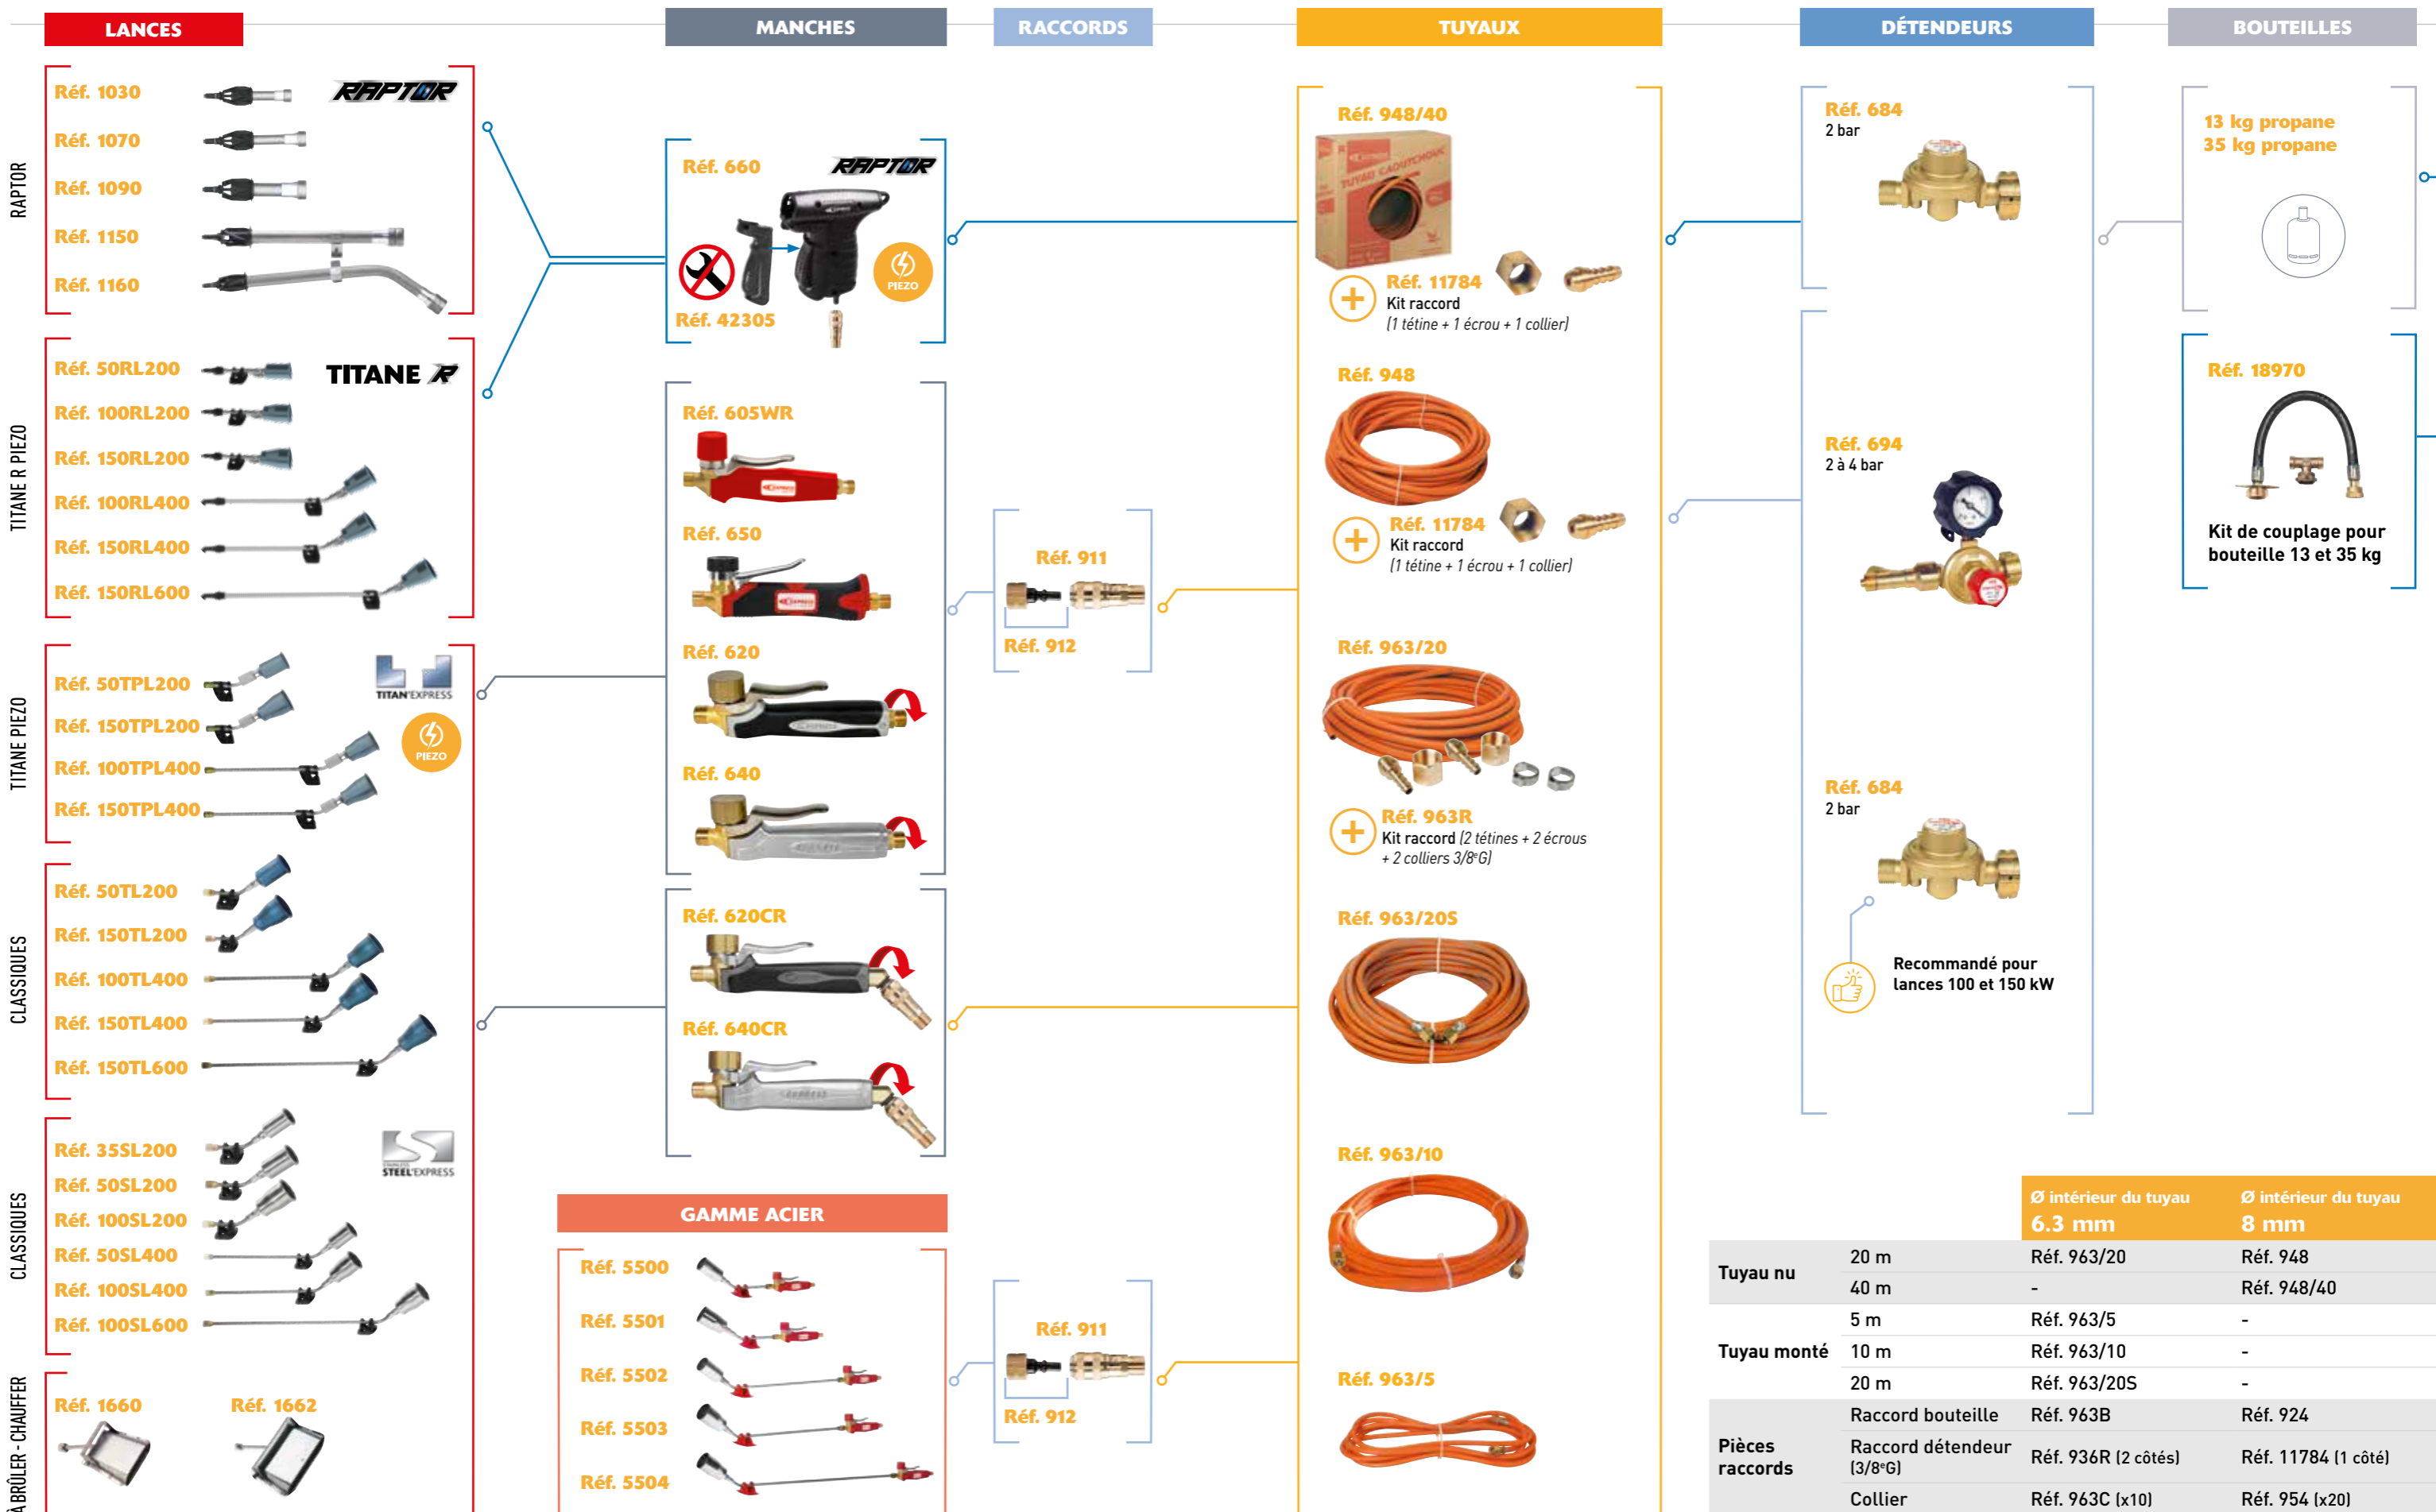 LANCES
MANCHES
RACCORDS
TUYAUX
DÉTENDEURS
BOUTEILLES
RAPTOR
RAPTOR
Réf. 1030
Réf. 1070
Réf. 1090
Réf. 1150
Réf. 1160
TITANE R PIEZO
TITANE R
Réf. 50RL200
Réf. 100RL200
Réf. 150RL200
Réf. 100RL400
Réf. 150RL400
Réf. 150RL600
TITANE PIEZO
TITAN'EXPRESS
PIEZO
Réf. 50TPL200
Réf. 150TPL200
Réf. 100TPL400
Réf. 150TPL400
CLASSIQUES
Réf. 50TL200
Réf. 150TL200
Réf. 100TL400
Réf. 150TL400
Réf. 150TL600
CLASSIQUES
STEEL'EXPRESS
Réf. 35SL200
Réf. 50SL200
Réf. 100SL200
Réf. 50SL400
Réf. 100SL400
Réf. 100SL600
À BRÛLER - CHAUFFER
Réf. 1660
Réf. 1662
Réf. 660
RAPTOR
PIEZO
Réf. 42305
Réf. 605WR
Réf. 650
Réf. 620
Réf. 640
Réf. 620CR
Réf. 640CR
GAMME ACIER
Réf. 5500
Réf. 5501
Réf. 5502
Réf. 5503
Réf. 5504
Réf. 911
Réf. 912
Réf. 911
Réf. 912
Réf. 948/40
TUYAU CAOUTCHOUC
Réf. 11784
Kit raccord
(1 tétine + 1 écrou + 1 collier)
Réf. 948
Réf. 11784
Kit raccord
(1 tétine + 1 écrou + 1 collier)
Réf. 963/20
Réf. 963R
Kit raccord (2 tétines + 2 écrous
+ 2 colliers 3/8eG)
Réf. 963/20S
Réf. 963/10
Réf. 963/5
Réf. 684
2 bar
Réf. 694
2 à 4 bar
Réf. 684
2 bar
Recommandé pour
lances 100 et 150 kW
13 kg propane
35 kg propane
Réf. 18970
Kit de couplage pour
bouteille 13 et 35 kg
Ø intérieur du tuyau Ø intérieur du tuyau
6.3 mm 8 mm
Tuyau nu
20 m Réf. 963/20 Réf. 948
40 m - Réf. 948/40
Tuyau monté
5 m Réf. 963/5 -
10 m Réf. 963/10 -
20 m Réf. 963/20S -
Pièces
raccords
Raccord bouteille Réf. 963B Réf. 924
Raccord détendeur
(3/8eG) Réf. 936R (2 côtés) Réf. 11784 (1 côté)
Collier Réf. 963C (x10) Réf. 954 (x20)